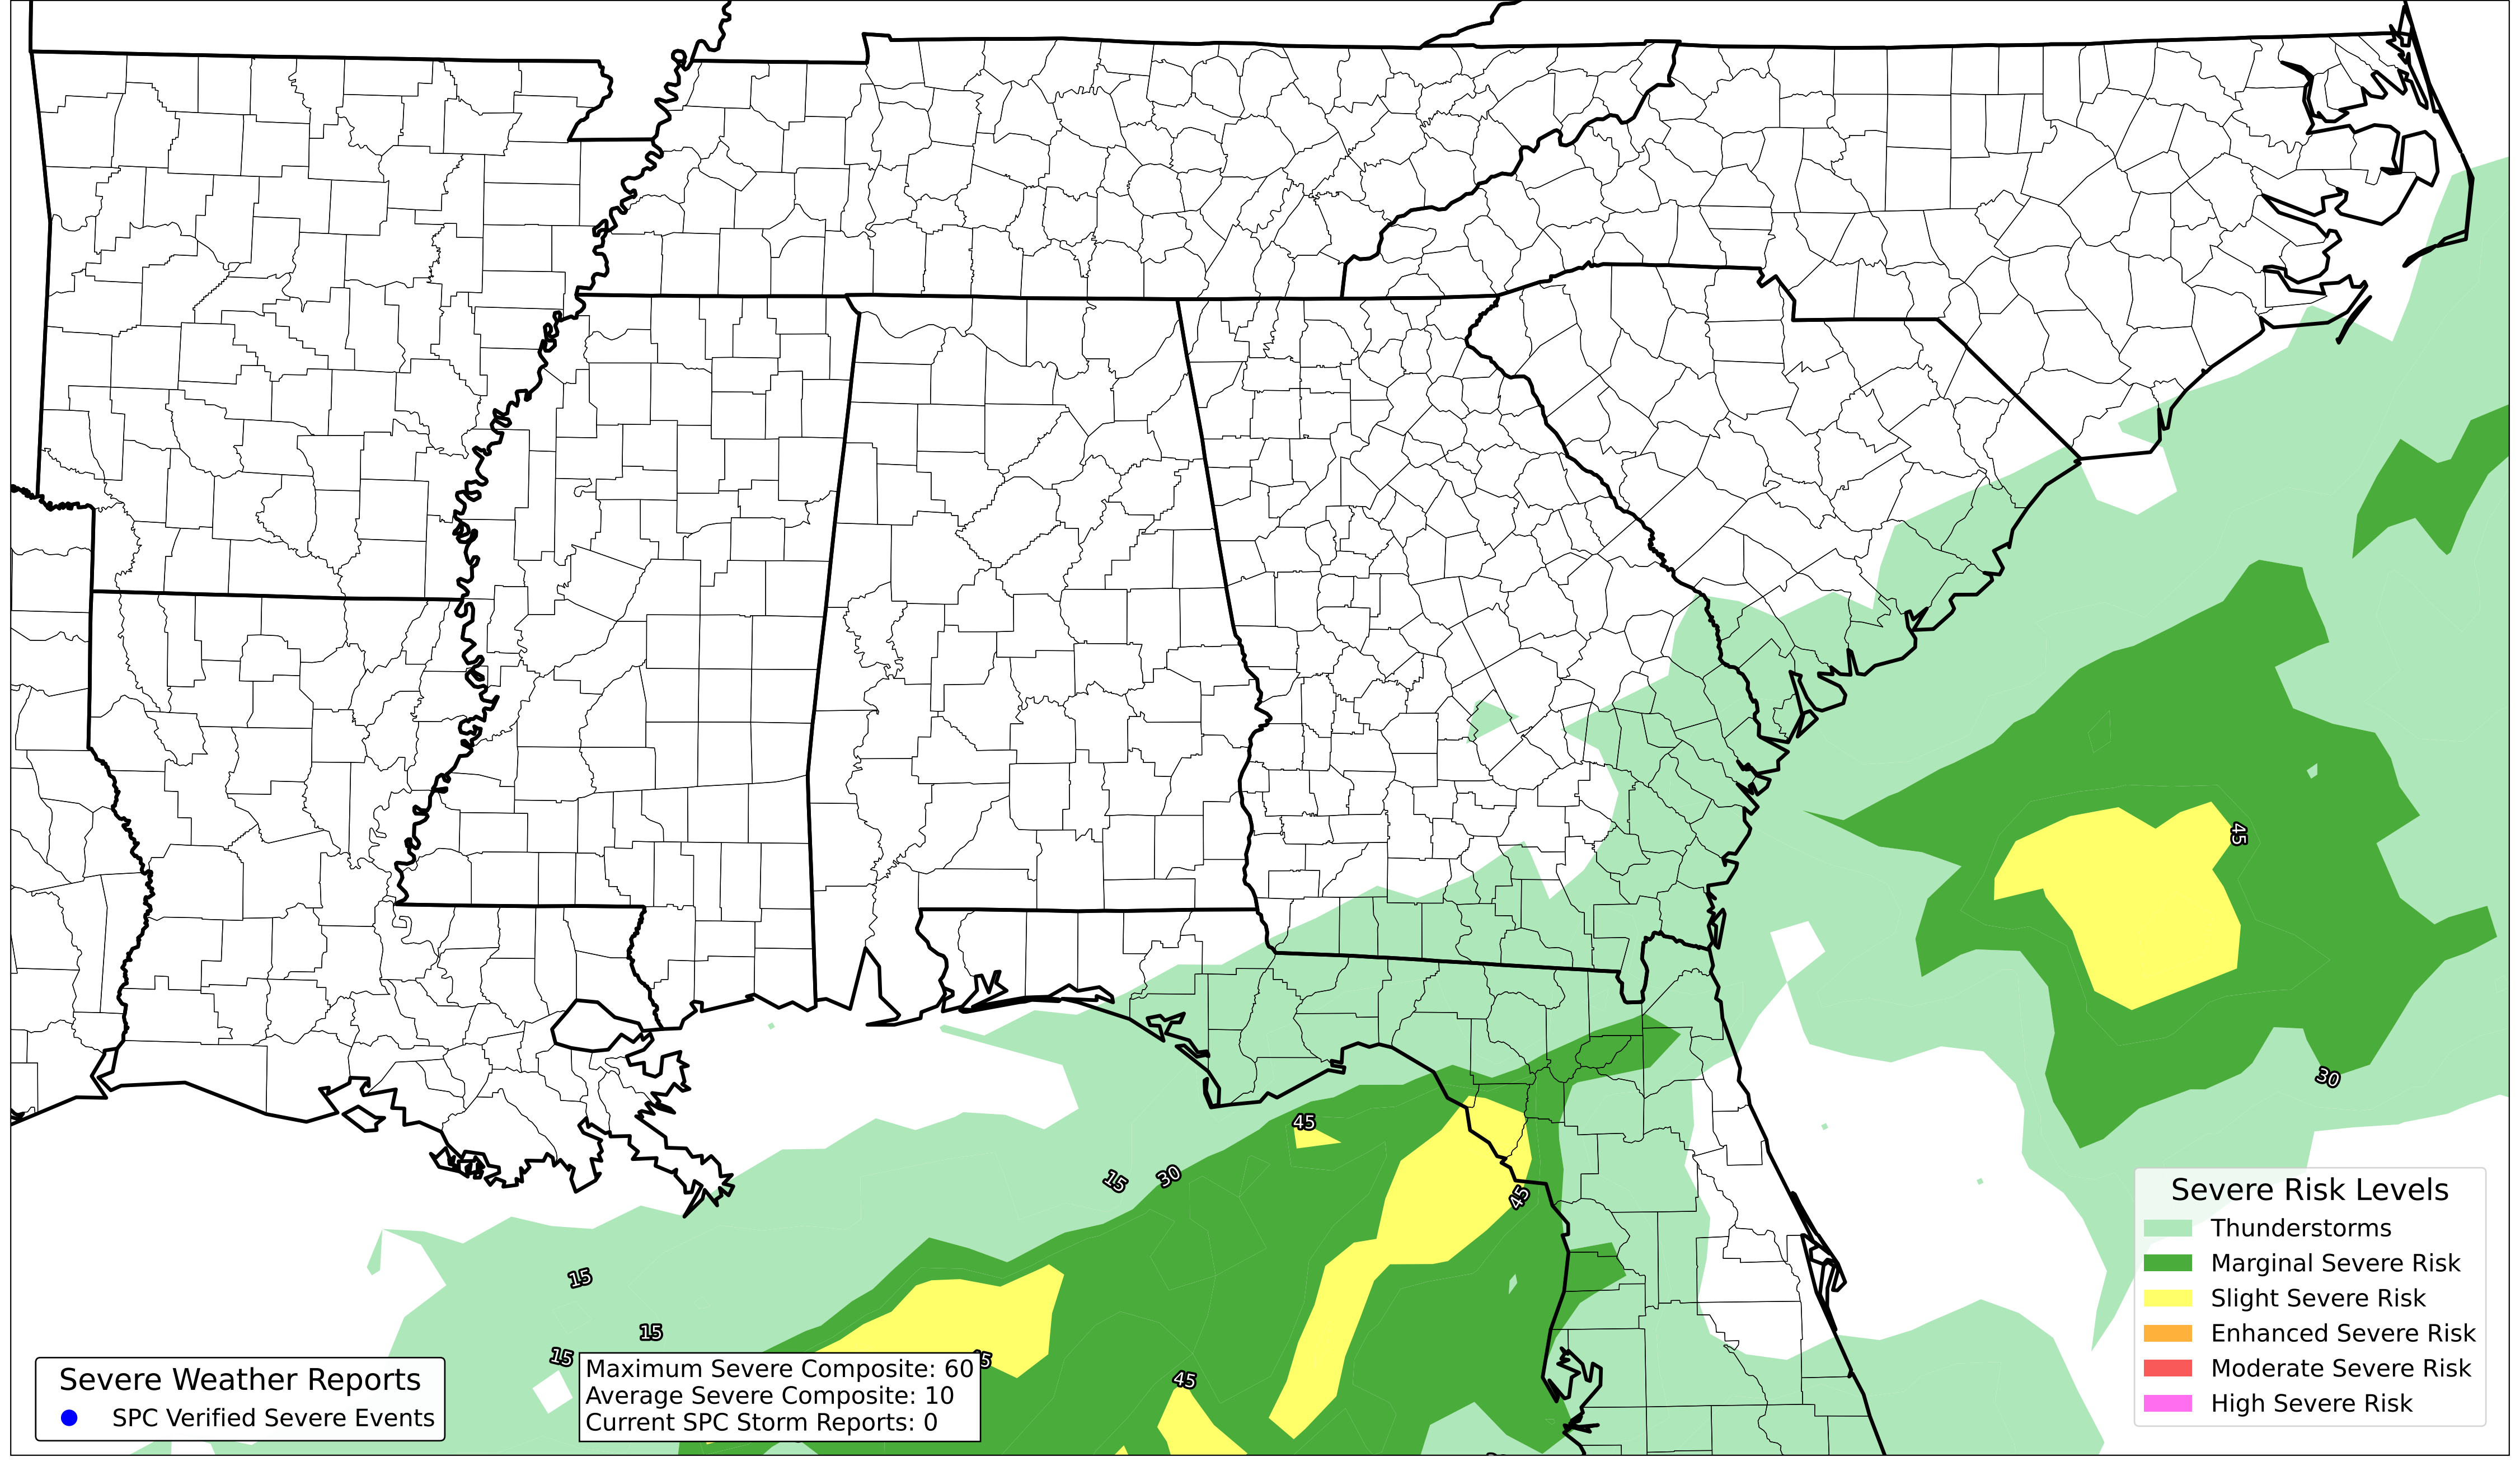 45
30
45
15
30
45
15
15
15
45
Severe Risk Levels
Thunderstorms
Marginal Severe Risk
Slight Severe Risk
Enhanced Severe Risk
Moderate Severe Risk
High Severe Risk
Severe Weather Reports
SPC Verified Severe Events
Maximum Severe Composite: 60
Average Severe Composite: 10
Current SPC Storm Reports: 0